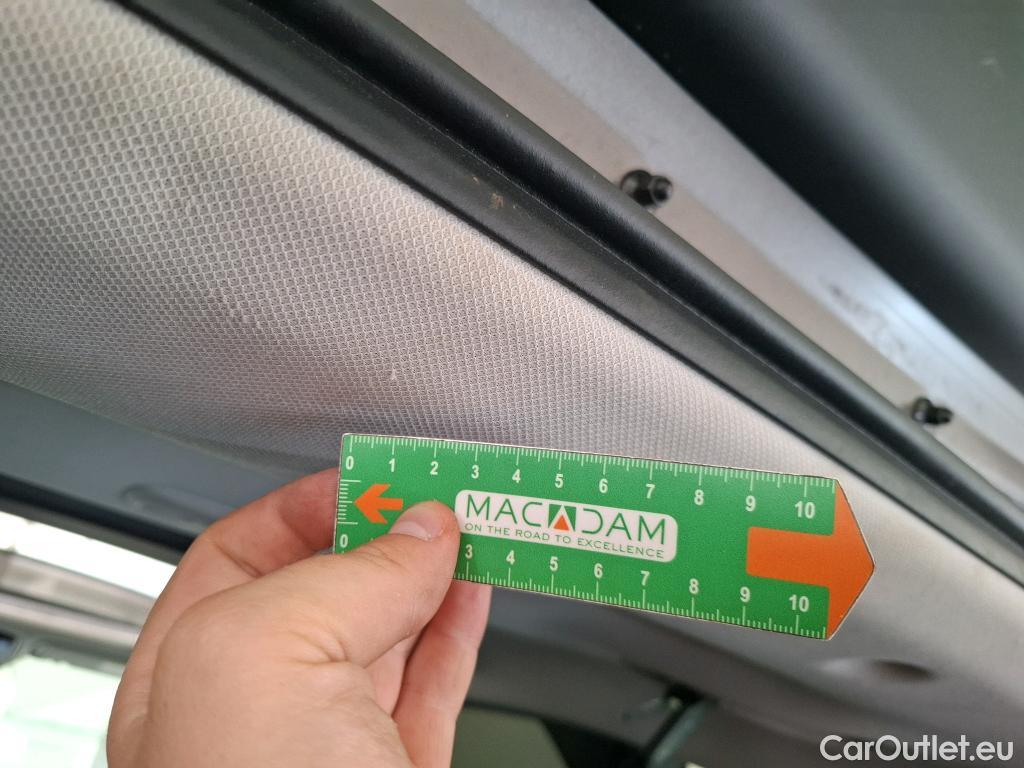 0 1 2 3 4 5 6 7 8 9 10
MACADAM
ON THE ROAD TO EXCELLENCE
0 3 4 5 6 7 8 9 10
CarOutlet.eu